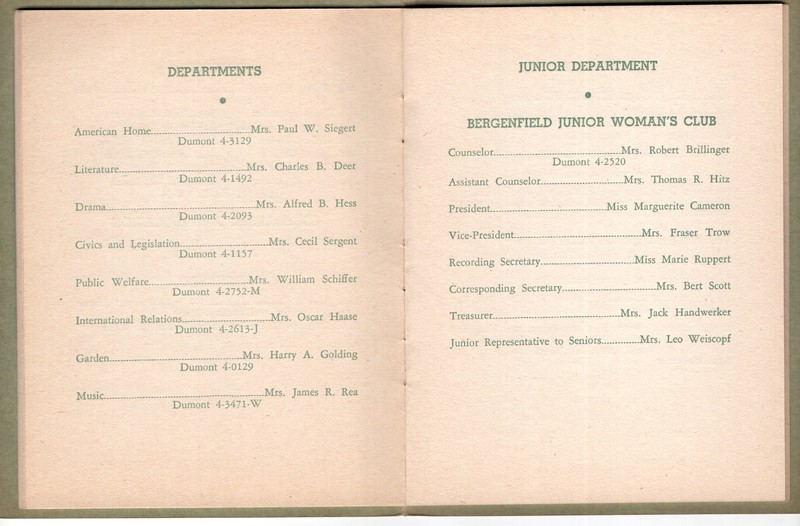 DEPARTMENTS
American Home Mrs. Paul W. Siegert
Dumont 4-3129
Literature Mrs. Charles B. Deer
Dumont 4-1492
Drama Mrs. Alfred B. Hess
Dumont 4-2093
Civics and Legislation Mrs. Cecil Sergent
Dumont 4-1157
Public Welfare Mrs. William Schiffer
Dumont 4-2752-M
International Relations Mrs. Oscar Haase
Dumont 4-2613-J
Garden Mrs. Harry A. Golding
Dumont 4-0129
Music Mrs. James R. Rea
Dumont 4-3471-W
JUNIOR DEPARTMENT
BERGENFIELD JUNIOR WOMAN'S CLUB
Counselor Mrs. Robert Brillinger
Dumont 4-2520
Assistant Counselor Mrs. Thomas R. Hitz
President Miss Marguerite Cameron
Vice-President Mrs. Fraser Trow
Recording Secretary Miss Marie Ruppert
Corresponding Secretary Mrs. Bert Scott
Treasurer Mrs. Jack Handwerker
Junior Representative to Seniors Mrs. Leo Weiscopf